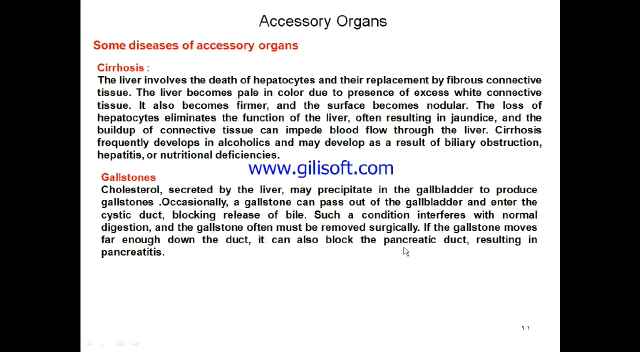 Accessory Organs
Some diseases of accessory organs
Cirrhosis :
The liver involves the death of hepatocytes and their replacement by fibrous connective
tissue. The liver becomes pale in color due to presence of excess white connective
tissue. It also becomes firmer, and the surface becomes nodular. The loss of
hepatocytes eliminates the function of the liver, often resulting in jaundice, and the
buildup of connective tissue can impede blood flow through the liver. Cirrhosis
frequently develops in alcoholics and may develop as a result of biliary obstruction,
hepatitis, or nutritional deficiencies.
www.gilisoft.com
Gallstones
Cholesterol, secreted by the liver, may precipitate in the gallbladder to produce
gallstones .Occasionally, a gallstone can pass out of the gallbladder and enter the
cystic duct, blocking release of bile. Such a condition interferes with normal
digestion, and the gallstone often must be removed surgically. If the gallstone moves
far enough down the duct, it can also block the pancreatic duct, resulting in
pancreatitis.
١١